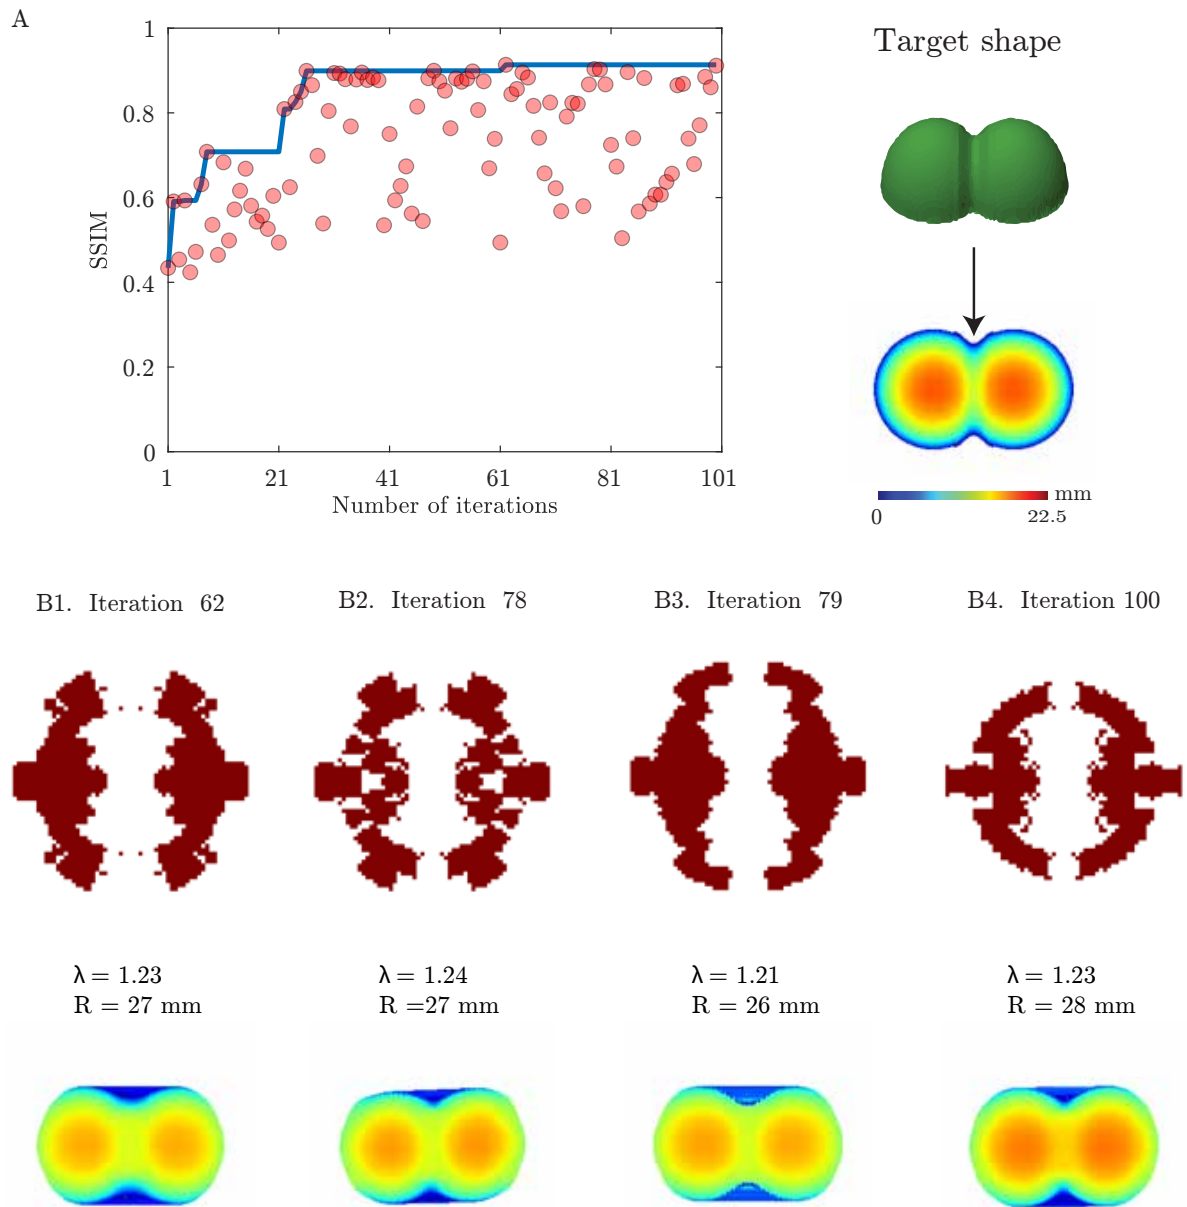 A
1
0.8
0.6
0.4
0.2
0
SSIM
1 21 41 61 81 101
Number of iterations
Target shape
mm
0 22.5
B1. Iteration 62
B2. Iteration 78
B3. Iteration 79
B4. Iteration 100
λ = 1.23
R = 27 mm
λ = 1.24
R =27 mm
λ = 1.21
R = 26 mm
λ = 1.23
R = 28 mm